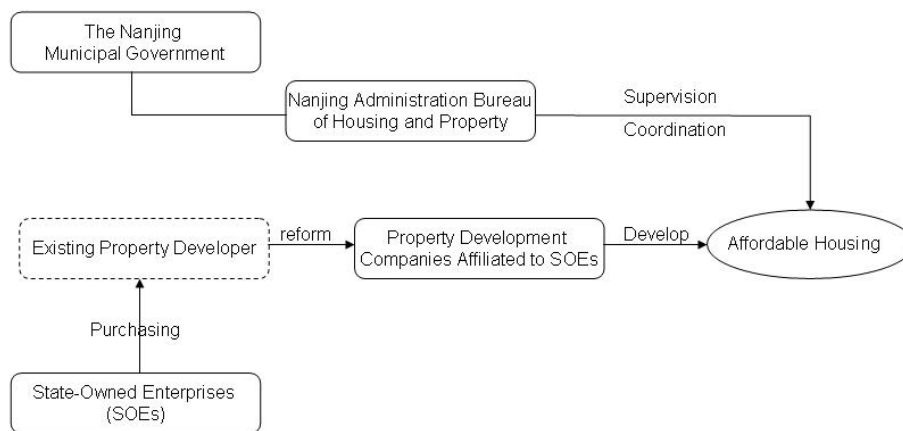 The Nanjing
Municipal Government
Nanjing Administration Bureau
of Housing and Property
Supervision
Coordination
Existing Property Developer
reform
Property Development
Companies Affiliated to SOEs
Develop
Affordable Housing
Purchasing
State-Owned Enterprises
(SOEs)